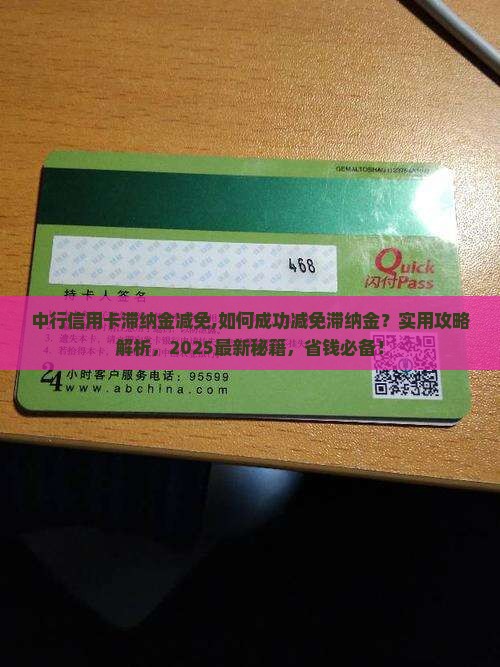 468
Quick
闪付Pass
持卡人签名
中行信用卡滞纳金减免,如何成功减免滞纳金？实用攻略
解析，2025最新秘籍，省钱必备！
24小时客户服务电话：95599
www.abchina.com